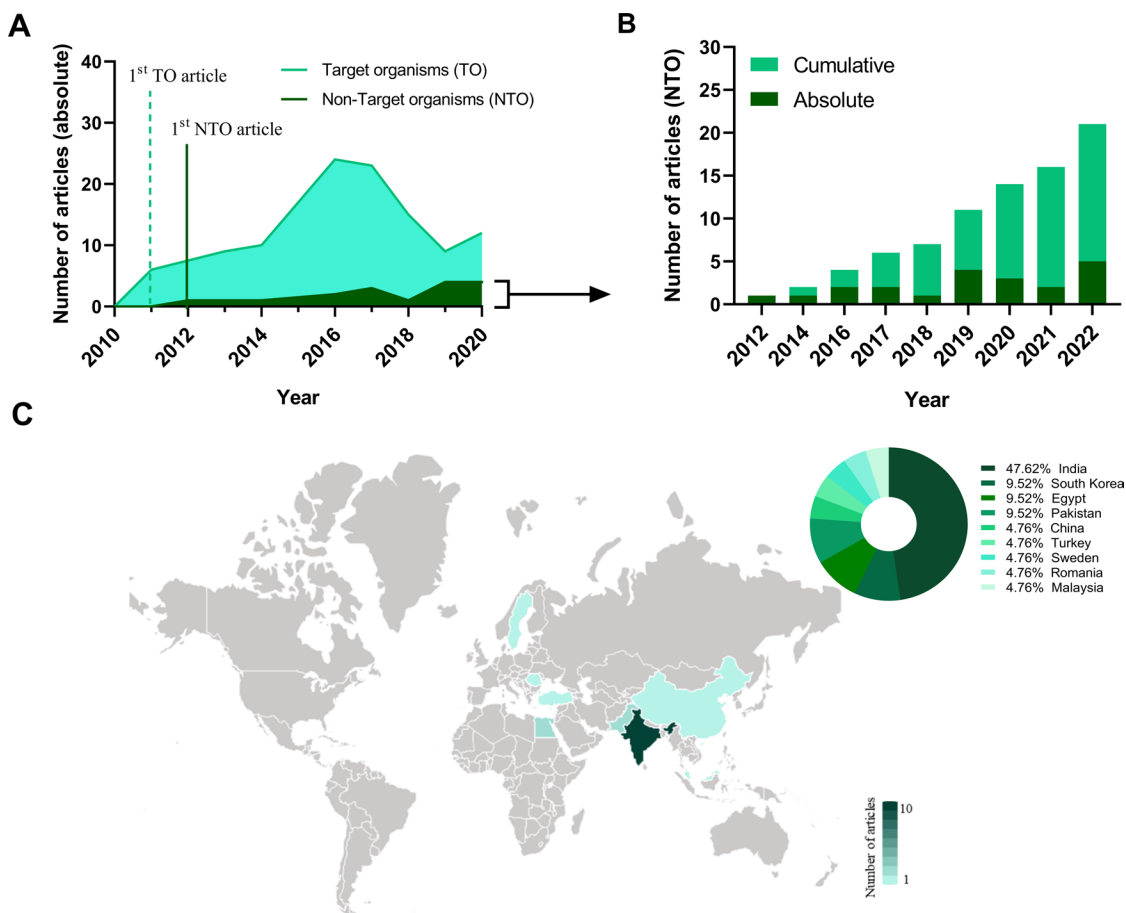 A
Number of articles (absolute)
40
30
20
10
0
1st TO article
1st NTO article
Target organisms (TO)
Non-Target organisms (NTO)
2010
2012
2014
2016
2018
2020
Year
B
Number of articles (NTO)
30
25
20
15
10
5
0
Cumulative
Absolute
2012
2014
2016
2017
2018
2019
2020
2021
2022
Year
C
47.62% India
9.52% South Korea
9.52% Egypt
9.52% Pakistan
4.76% China
4.76% Turkey
4.76% Sweden
4.76% Romania
4.76% Malaysia
Number of articles
10
1